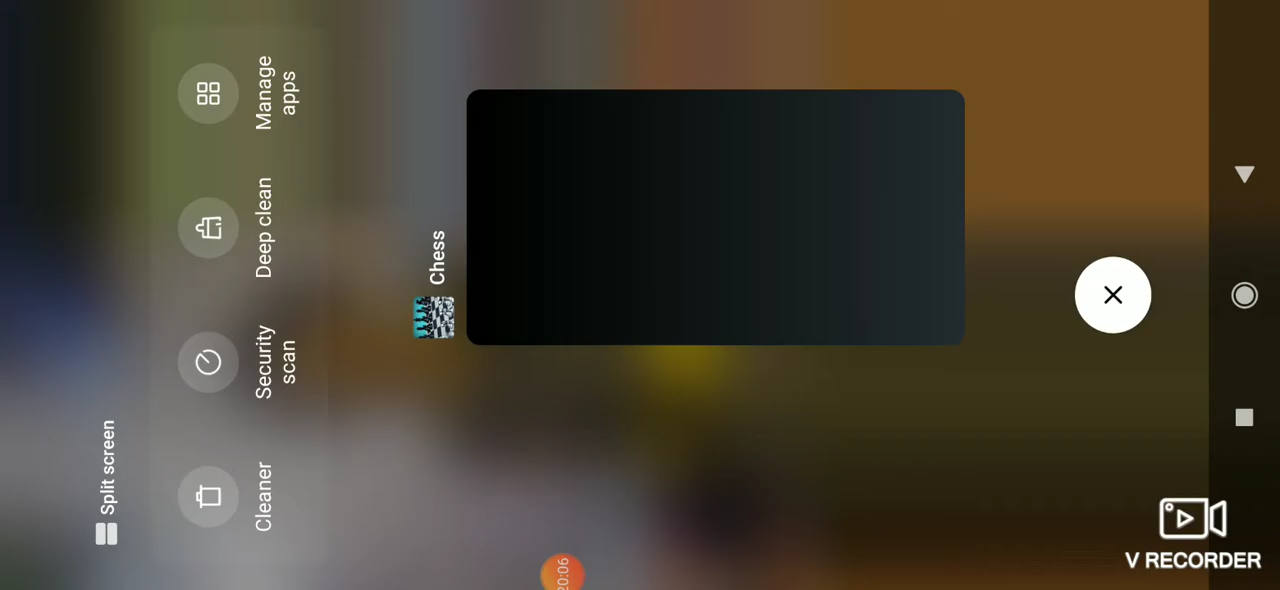 Split screen
Cleaner
Security
scan
Deep clean
Manage
apps
Chess
20:06
V RECORDER